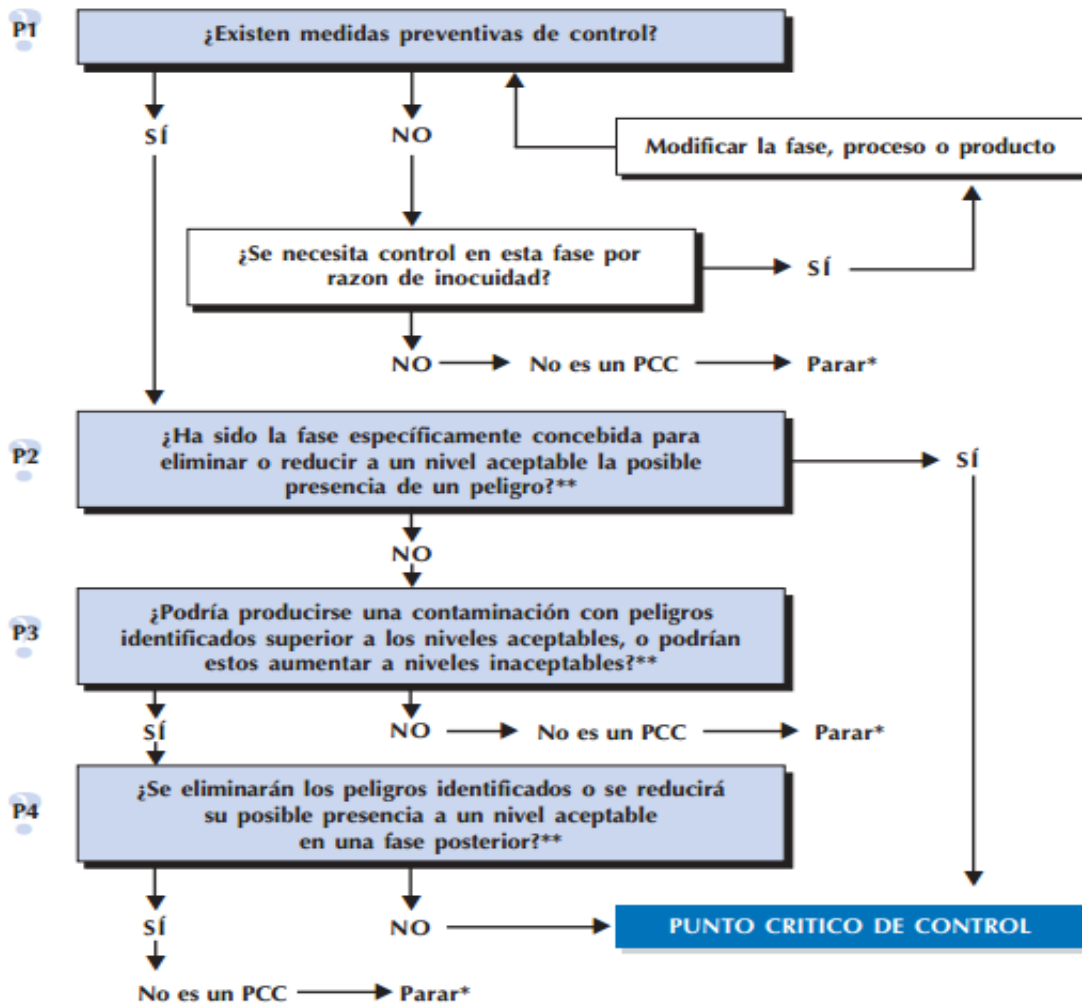 P1
¿Existen medidas preventivas de control?
SÍ
NO
Modificar la fase, proceso o producto
¿Se necesita control en esta fase por
razon de inocuidad?
SÍ
NO
No es un PCC
Parar*
P2
¿Ha sido la fase específicamente concebida para
eliminar o reducir a un nivel aceptable la posible
presencia de un peligro?**
SÍ
NO
P3
¿Podría producirse una contaminación con peligros
identificados superior a los niveles aceptables, o podrían
estos aumentar a niveles inaceptables?**
SÍ
NO
No es un PCC
Parar*
P4
¿Se eliminarán los peligros identificados o se reducirá
su posible presencia a un nivel aceptable
en una fase posterior?**
SÍ
NO
PUNTO CRITICO DE CONTROL
No es un PCC
Parar*